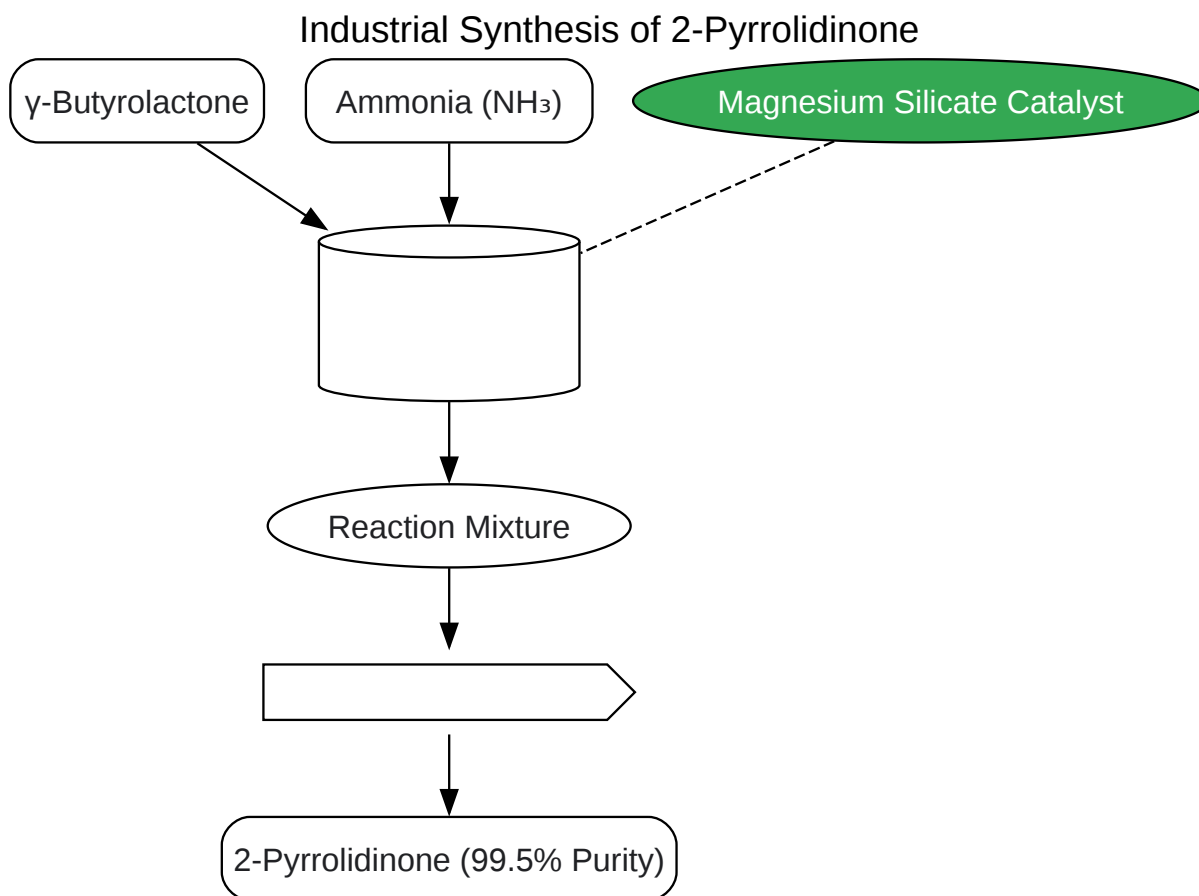 Industrial Synthesis of 2-Pyrrolidinone
γ-Butyrolactone
Ammonia (NH₃)
Magnesium Silicate Catalyst
Reaction Mixture
2-Pyrrolidinone (99.5% Purity)